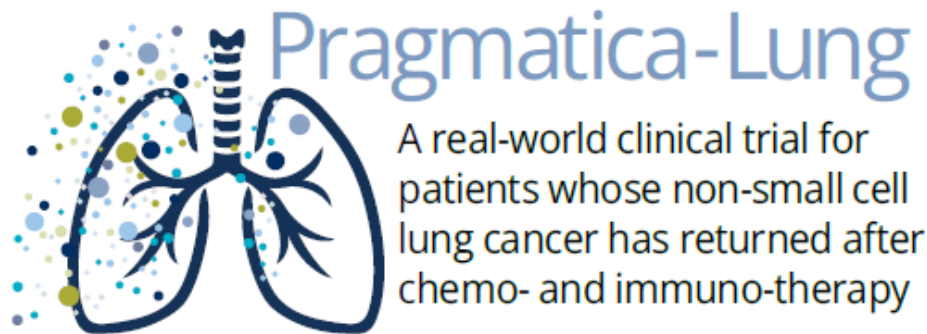 Pragmatica-Lung
A real-world clinical trial for
patients whose non-small cell
lung cancer has returned after
chemo- and immuno-therapy